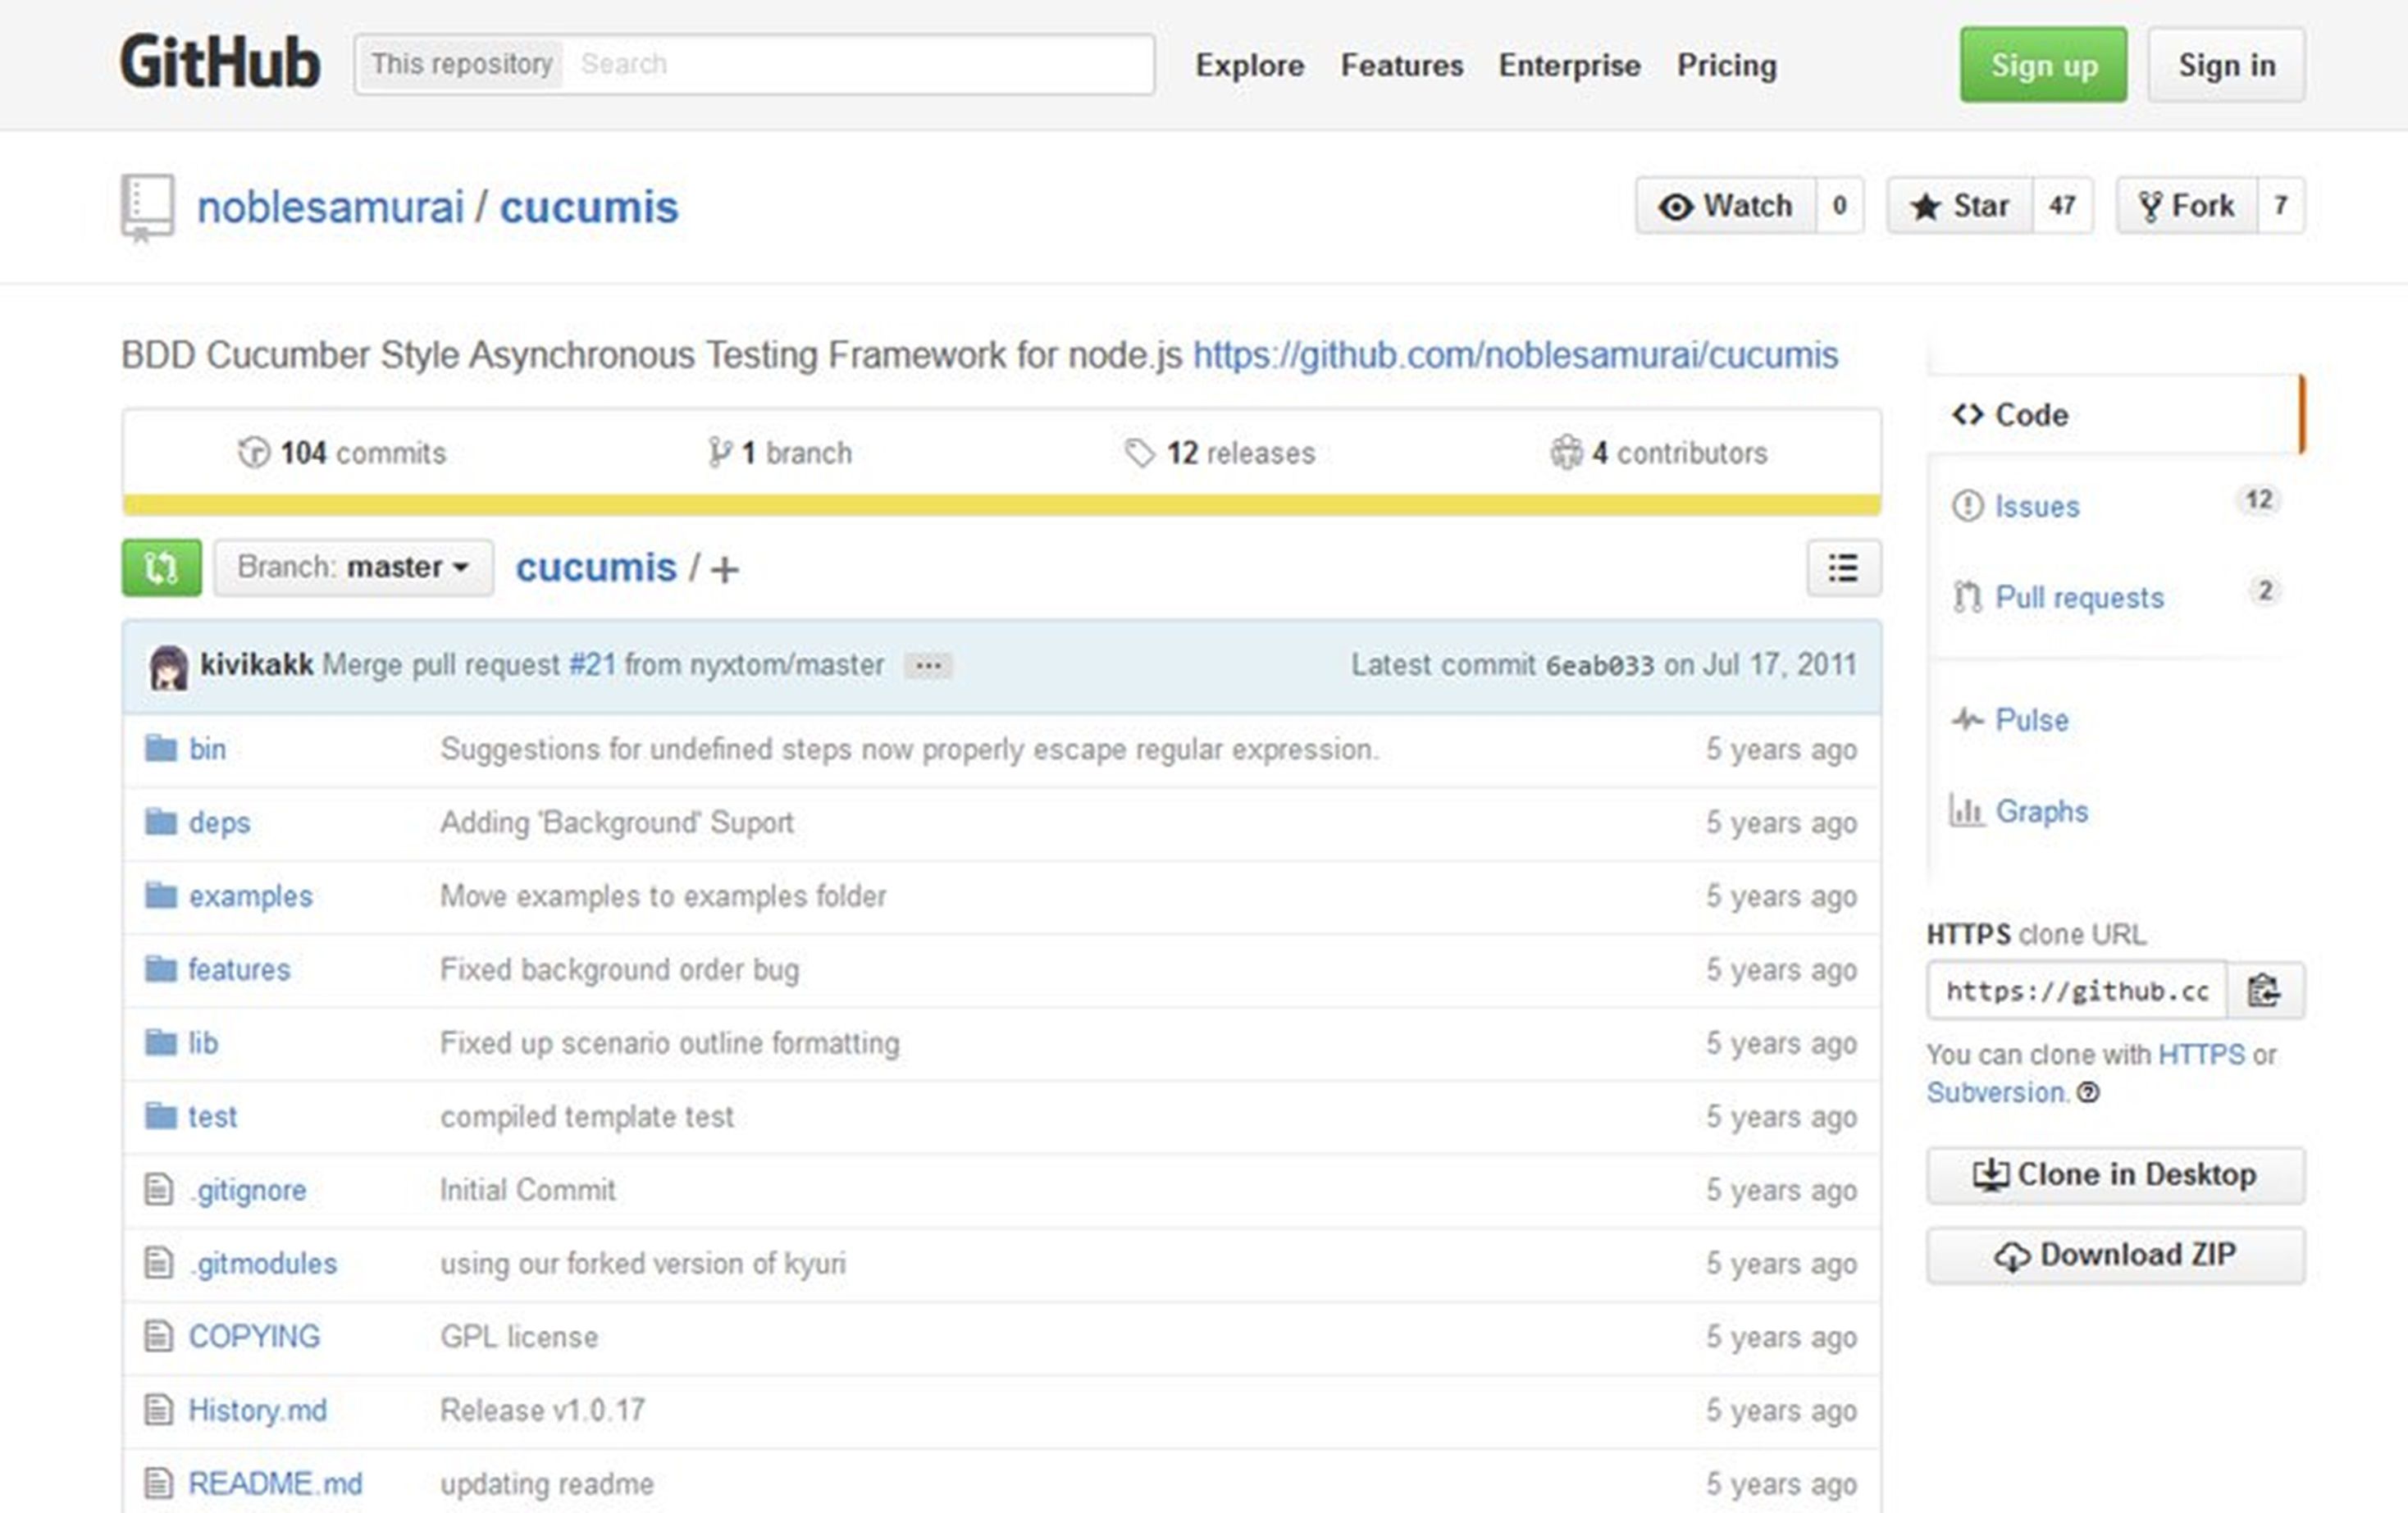 GitHub This repository Search Explore Features Enterprise Pricing Sign up Sign in
noblesamurai / cucumis Watch 0 Star 47 Fork 7
BDD Cucumber Style Asynchronous Testing Framework for node.js https://github.com/noblesamurai/cucumis
104 commits 1 branch 12 releases 4 contributors
Branch: master cucumis / +
kivikakk Merge pull request #21 from nyxtom/master ... Latest commit 6eab033 on Jul 17, 2011
bin Suggestions for undefined steps now properly escape regular expression. 5 years ago
deps Adding 'Background' Suport 5 years ago
examples Move examples to examples folder 5 years ago
features Fixed background order bug 5 years ago
lib Fixed up scenario outline formatting 5 years ago
test compiled template test 5 years ago
.gitignore Initial Commit 5 years ago
.gitmodules using our forked version of kyuri 5 years ago
COPYING GPL license 5 years ago
History.md Release v1.0.17 5 years ago
README.md updating readme 5 years ago
Code
Issues 12
Pull requests 2
Pulse
Graphs
HTTPS clone URL
https://github.cc
You can clone with HTTPS or
Subversion.
Clone in Desktop
Download ZIP